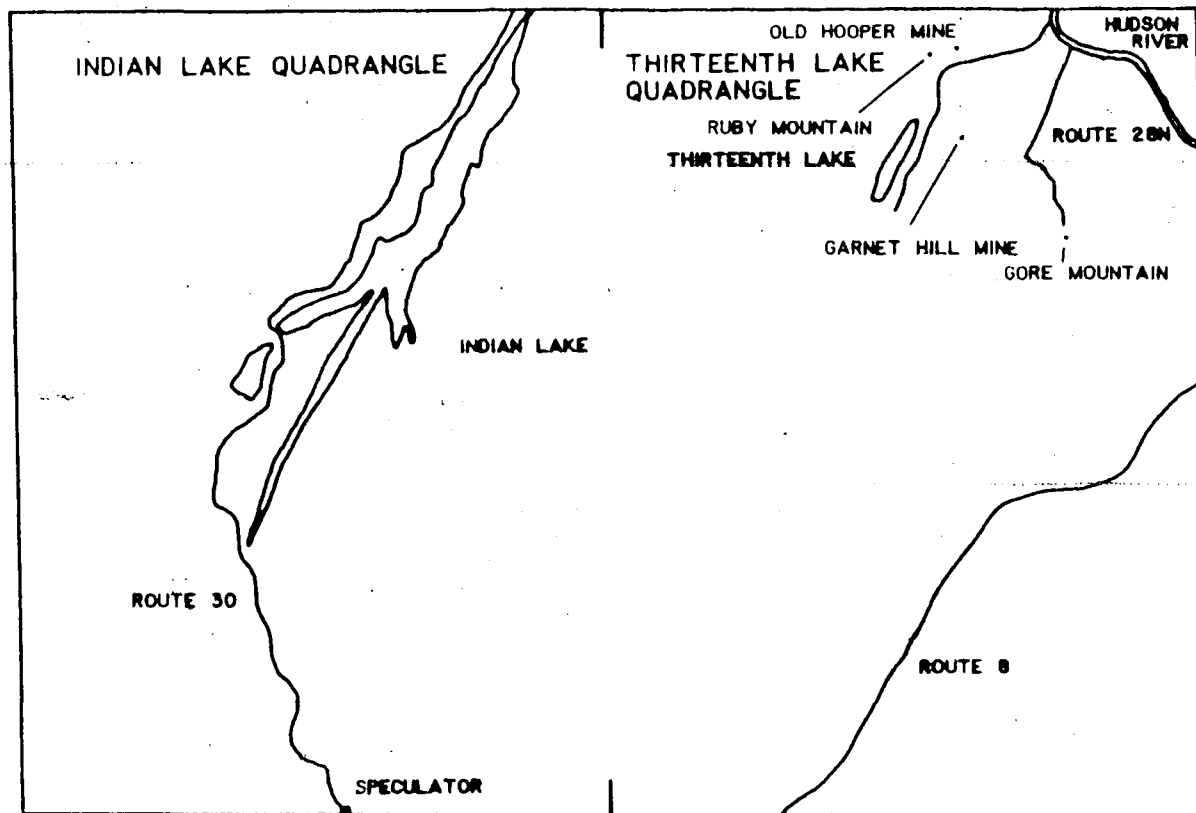 INDIAN LAKE QUADRANGLE
OLD HOOPER MINE
HUDSON
RIVER
THIRTEENTH LAKE
QUADRANGLE
RUBY MOUNTAIN
ROUTE 28N
THIRTEENTH LAKE
GARNET HILL MINE
GORE MOUNTAIN
INDIAN LAKE
ROUTE 30
ROUTE 8
SPECULATOR